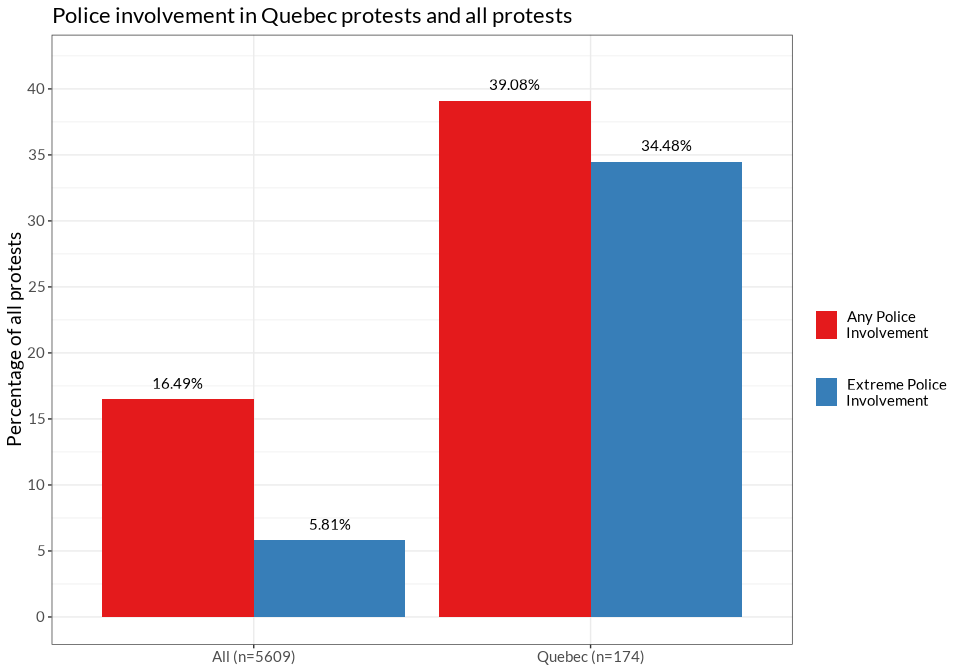 Police involvement in Quebec protests and all protests
Percentage of all protests
40
35
30
25
20
15
10
5
0
16.49%
5.81%
39.08%
34.48%
All (n=5609)
Quebec (n=174)
Any Police
Involvement
Extreme Police
Involvement